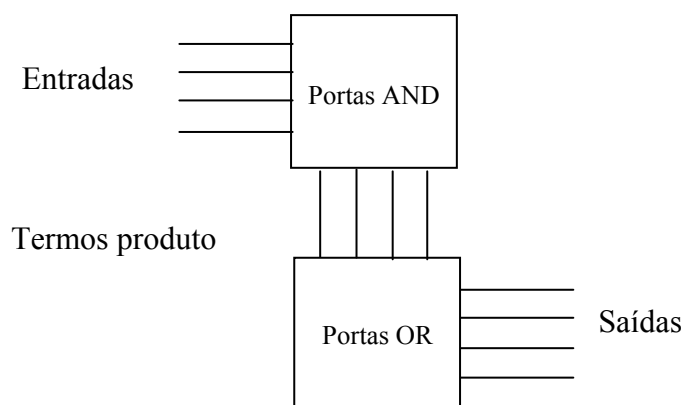 Entradas
Portas AND
Termos produto
Portas OR
Saídas